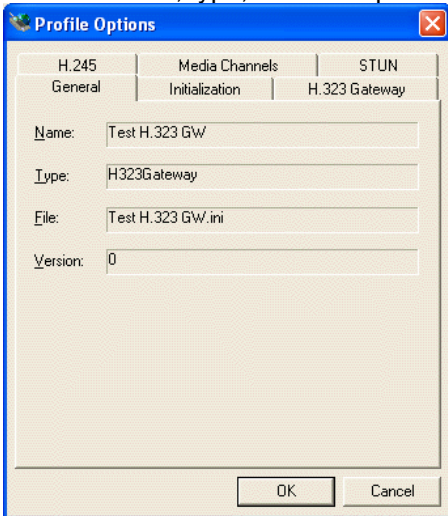 Profile Options
H.245 Media Channels STUN
General Initialization H.323 Gateway
Name: Test H.323 GW
Type: H323Gateway
File: Test H.323 GW.ini
Version: 0
OK Cancel